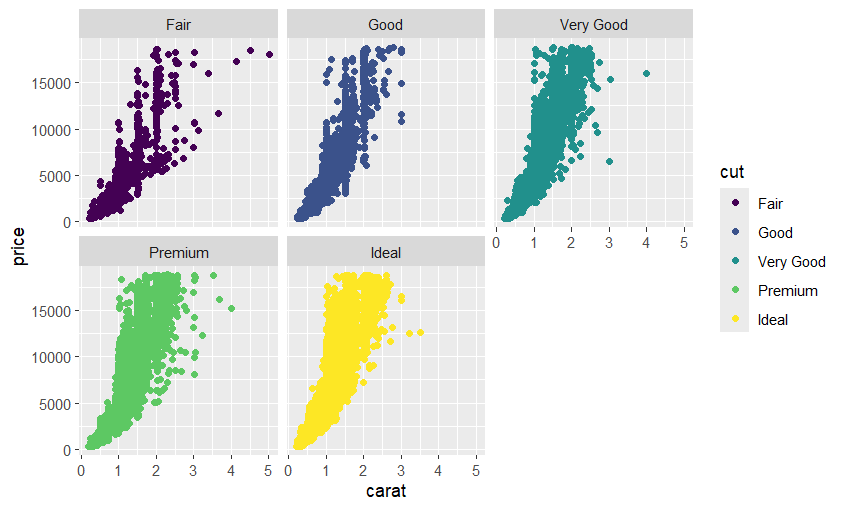 Fair Good Very Good
15000
10000
5000
0
0 1 2 3 4 5
Premium Ideal
15000
10000
5000
0
0 1 2 3 4 5 0 1 2 3 4 5
carat
price
cut
Fair
Good
Very Good
Premium
Ideal